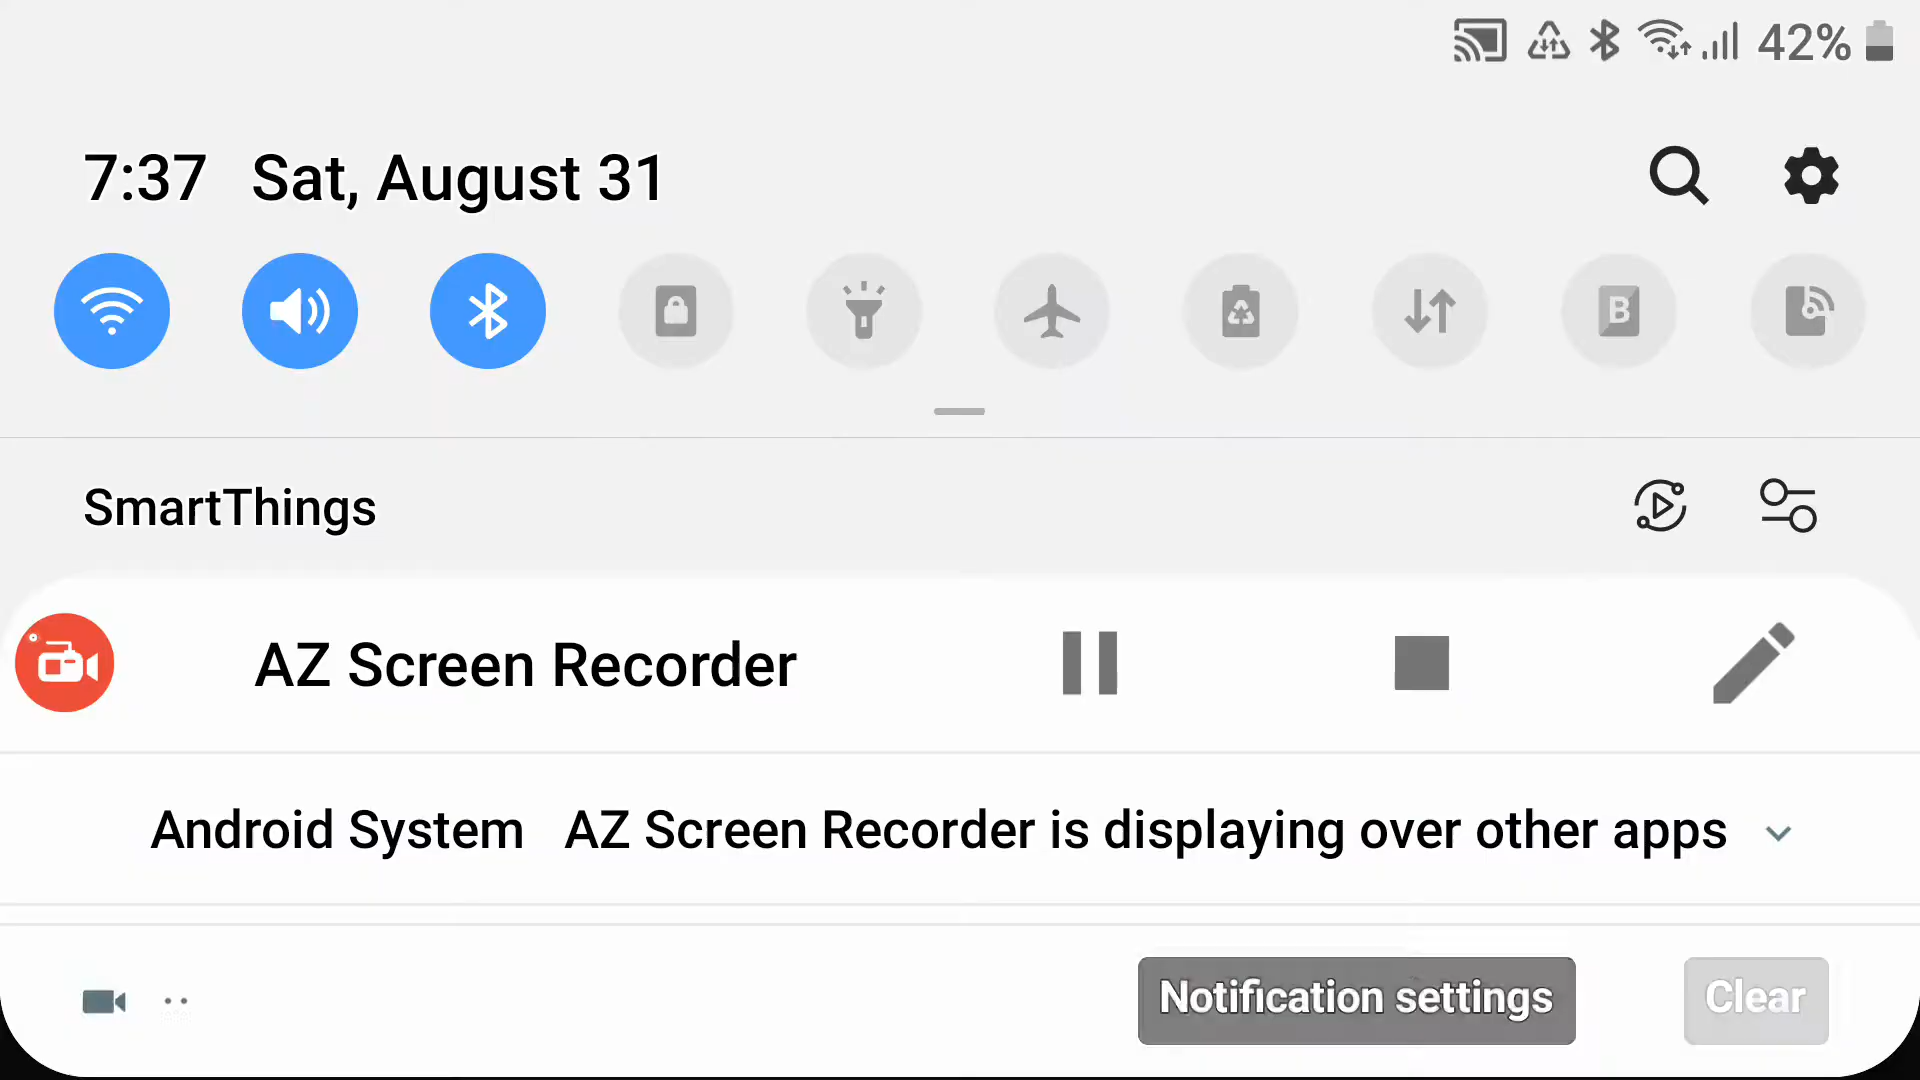 42%
7:37 Sat, August 31
B
SmartThings
AZ Screen Recorder
Android System AZ Screen Recorder is displaying over other apps
Notification settings Clear